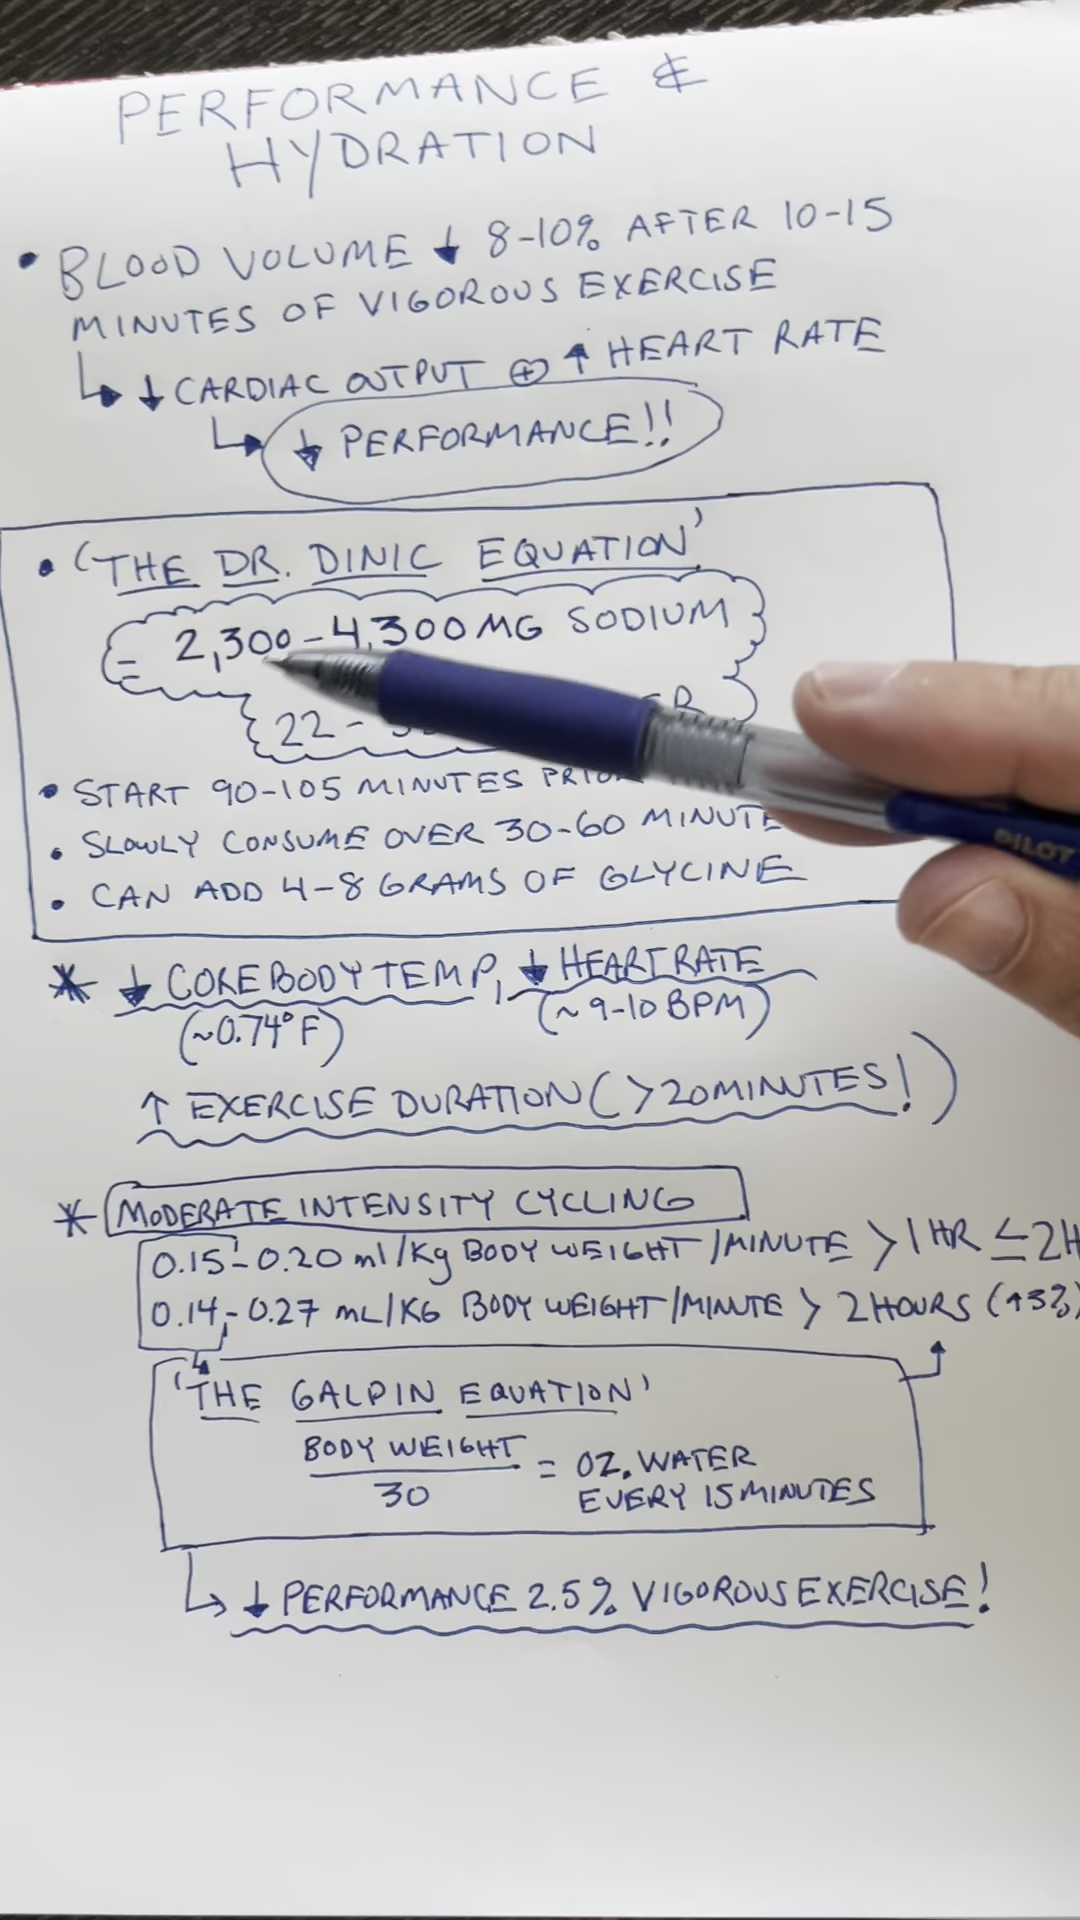 PERFORMANCE &
HYDRATION
• BLOOD VOLUME ↓ 8-10% AFTER 10-15
MINUTES OF VIGOROUS EXERCISE
↳ ↓ CARDIAC OUTPUT ⊕ ↑ HEART RATE
↳ ↓ PERFORMANCE!!
• 'THE DR. DINIC EQUATION'
= 2,300-4,300MG SODIUM
22-
• START 90-105 MINUTES
• SLOWLY CONSUME OVER 30-60 MINUTE
• CAN ADD 4-8 GRAMS OF GLYCINE
* ↓ CORE BODY TEMP, ↓ HEART RATE
(~0.74°F) (~9-10 BPM)
↑ EXERCISE DURATION (>20 MINUTES!)
* MODERATE INTENSITY CYCLING
0.15-0.20 ml/Kg BODY WEIGHT/MINUTE > 1 HR ≤ 2H
0.14-0.27 mL/KG BODY WEIGHT/MINUTE > 2 HOURS (↑3%)
'THE GALPIN EQUATION'
BODY WEIGHT
= OZ. WATER
30
EVERY 15 MINUTES
↳ ↓ PERFORMANCE 2.5% VIGOROUS EXERCISE!
PILOT